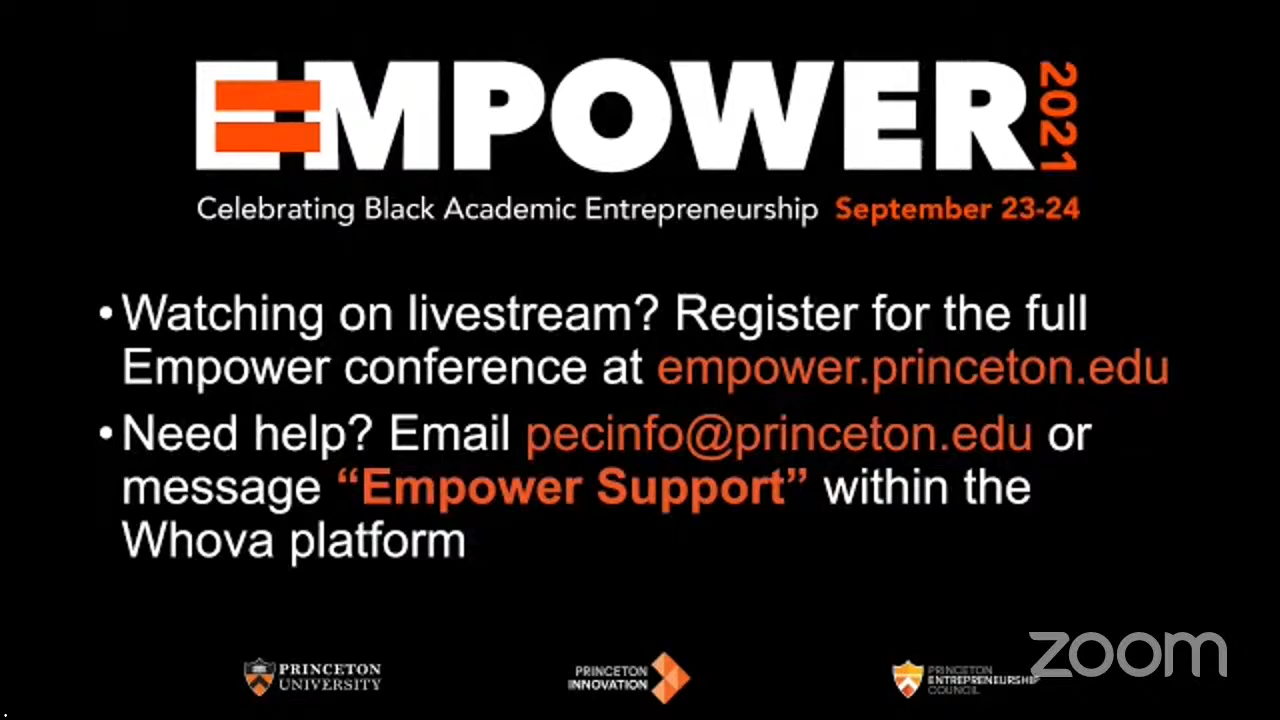 EMPOWER 2021
Celebrating Black Academic Entrepreneurship September 23-24
• Watching on livestream? Register for the full
Empower conference at empower.princeton.edu
• Need help? Email pecinfo@princeton.edu or
message “Empower Support” within the
Whova platform
PRINCETON
UNIVERSITY
PRINCETON
INNOVATION
PRINCETON
ENTREPRENEURSHIP
COUNCIL
zoom